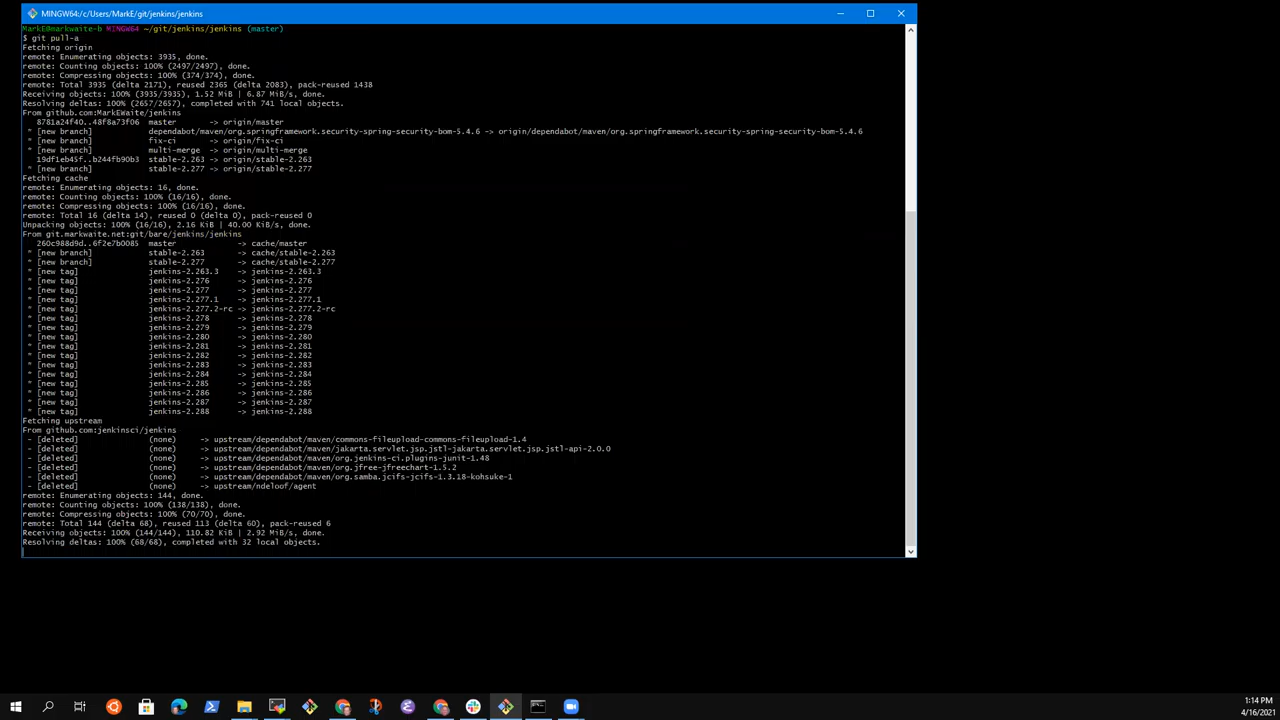 MINGW64:/c/Users/MarkE/git/jenkins/jenkins
MarkE@markwaite-b MINGW64 ~/git/jenkins/jenkins (master)
$ git pull-a
Fetching origin
remote: Enumerating objects: 3935, done.
remote: Counting objects: 100% (2497/2497), done.
remote: Compressing objects: 100% (374/374), done.
remote: Total 3935 (delta 2171), reused 2365 (delta 2083), pack-reused 1438
Receiving objects: 100% (3935/3935), 1.52 MiB | 6.87 MiB/s, done.
Resolving deltas: 100% (2657/2657), completed with 741 local objects.
From github.com:MarkEWaite/jenkins
8781a24f40..48f8a73f06 master -> origin/master
* [new branch] dependabot/maven/org.springframework.security-spring-security-bom-5.4.6 -> origin/dependabot/maven/org.springframework.security-spring-security-bom-5.4.6
* [new branch] fix-ci -> origin/fix-ci
* [new branch] multi-merge -> origin/multi-merge
19df1eb45f..b244fb90b3 stable-2.263 -> origin/stable-2.263
* [new branch] stable-2.277 -> origin/stable-2.277
Fetching cache
remote: Enumerating objects: 16, done.
remote: Counting objects: 100% (16/16), done.
remote: Compressing objects: 100% (16/16), done.
remote: Total 16 (delta 14), reused 0 (delta 0), pack-reused 0
Unpacking objects: 100% (16/16), 2.16 KiB | 40.00 KiB/s, done.
From git.markwaite.net:git/bare/jenkins/jenkins
260c988d9d..6f2e7b0085 master -> cache/master
* [new branch] stable-2.263 -> cache/stable-2.263
* [new branch] stable-2.277 -> cache/stable-2.277
* [new tag] jenkins-2.263.3 -> jenkins-2.263.3
* [new tag] jenkins-2.276 -> jenkins-2.276
* [new tag] jenkins-2.277 -> jenkins-2.277
* [new tag] jenkins-2.277.1 -> jenkins-2.277.1
* [new tag] jenkins-2.277.2-rc -> jenkins-2.277.2-rc
* [new tag] jenkins-2.278 -> jenkins-2.278
* [new tag] jenkins-2.279 -> jenkins-2.279
* [new tag] jenkins-2.280 -> jenkins-2.280
* [new tag] jenkins-2.281 -> jenkins-2.281
* [new tag] jenkins-2.282 -> jenkins-2.282
* [new tag] jenkins-2.283 -> jenkins-2.283
* [new tag] jenkins-2.284 -> jenkins-2.284
* [new tag] jenkins-2.285 -> jenkins-2.285
* [new tag] jenkins-2.286 -> jenkins-2.286
* [new tag] jenkins-2.287 -> jenkins-2.287
* [new tag] jenkins-2.288 -> jenkins-2.288
Fetching upstream
From github.com:jenkinsci/jenkins
- [deleted] (none) -> upstream/dependabot/maven/commons-fileupload-commons-fileupload-1.4
- [deleted] (none) -> upstream/dependabot/maven/jakarta.servlet.jsp.jstl-jakarta.servlet.jsp.jstl-api-2.0.0
- [deleted] (none) -> upstream/dependabot/maven/org.jenkins-ci.plugins-junit-1.48
- [deleted] (none) -> upstream/dependabot/maven/org.jfree-jfreechart-1.5.2
- [deleted] (none) -> upstream/dependabot/maven/org.samba.jcifs-jcifs-1.3.18-kohsuke-1
- [deleted] (none) -> upstream/ndeloof/agent
remote: Enumerating objects: 144, done.
remote: Counting objects: 100% (138/138), done.
remote: Compressing objects: 100% (70/70), done.
remote: Total 144 (delta 68), reused 113 (delta 60), pack-reused 6
Receiving objects: 100% (144/144), 110.82 KiB | 2.92 MiB/s, done.
Resolving deltas: 100% (68/68), completed with 32 local objects.
1:14 PM
4/16/2021